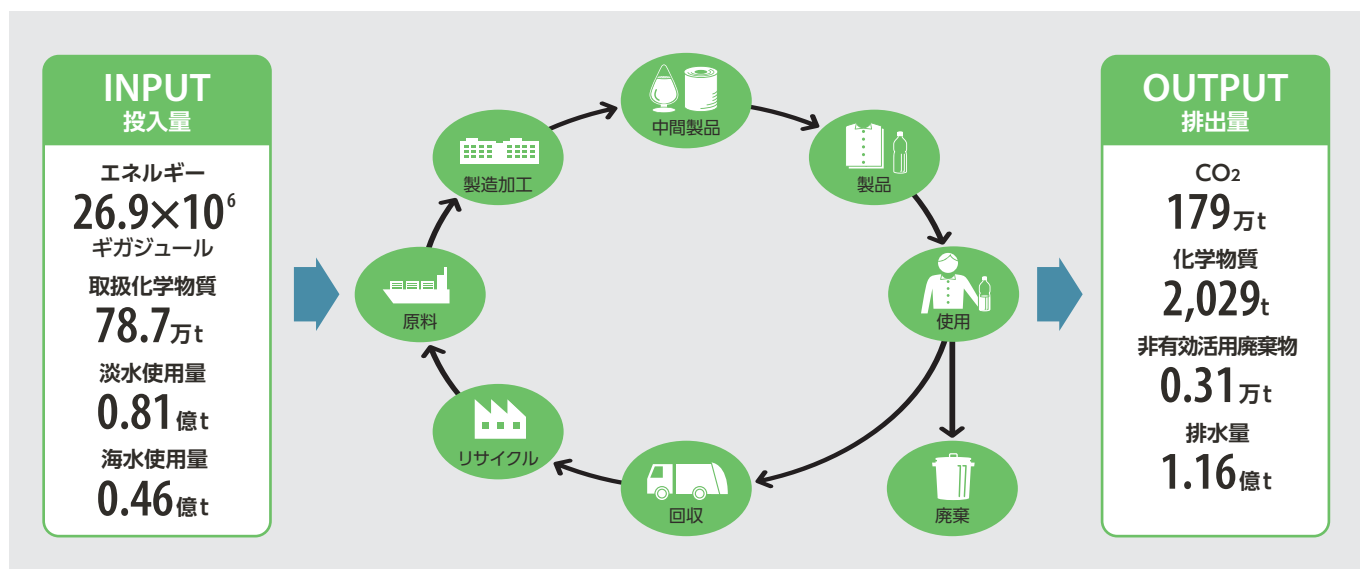 INPUT
投入量
エネルギー
26.9×10⁶
ギガジュール
取扱化学物質
78.7万t
淡水使用量
0.81億t
海水使用量
0.46億t
中間製品
製造加工
製品
原料
使用
リサイクル
回収
廃棄
OUTPUT
排出量
CO₂
179万t
化学物質
2,029t
非有効活用廃棄物
0.31万t
排水量
1.16億t